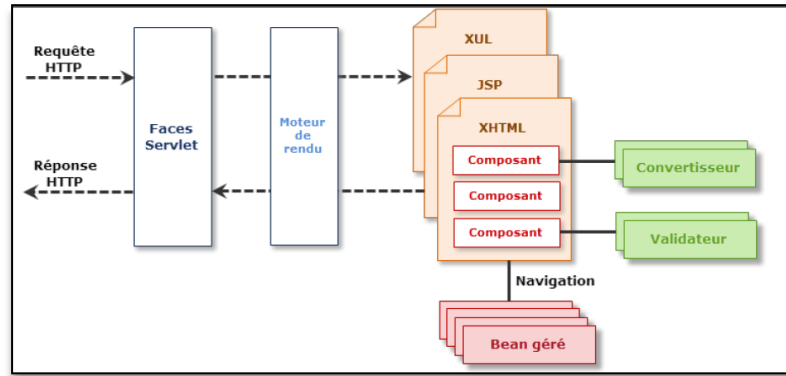 Requête
HTTP
Réponse
HTTP
Faces
Servlet
Moteur
de
rendu
XUL
JSP
XHTML
Composant
Composant
Composant
Convertisseur
Validateur
Navigation
Bean géré